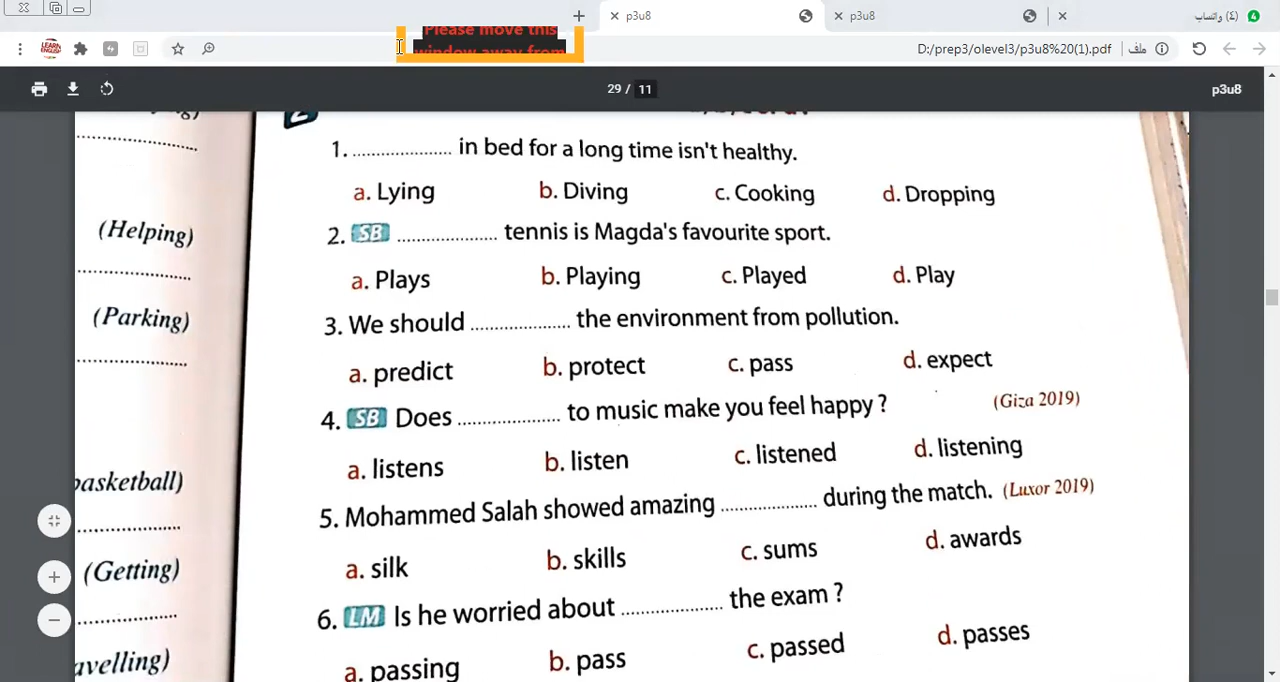 p3u8
p3u8
(٤) واتساب
Please move this
window away from
D:/prep3/olevel3/p3u8%20(1).pdf
ملف
LEARN
ENGLISH
29 / 11
p3u8
1. .................... in bed for a long time isn't healthy.
a. Lying b. Diving c. Cooking d. Dropping
2. SB .................... tennis is Magda's favourite sport.
a. Plays b. Playing c. Played d. Play
3. We should .................... the environment from pollution.
a. predict b. protect c. pass d. expect
4. SB Does .................... to music make you feel happy ? (Giza 2019)
a. listens b. listen c. listened d. listening
5. Mohammed Salah showed amazing .................... during the match. (Luxor 2019)
a. silk b. skills c. sums d. awards
6. LM Is he worried about .................... the exam ?
a. passing b. pass c. passed d. passes
(Helping)
(Parking)
basketball)
(Getting)
avelling)